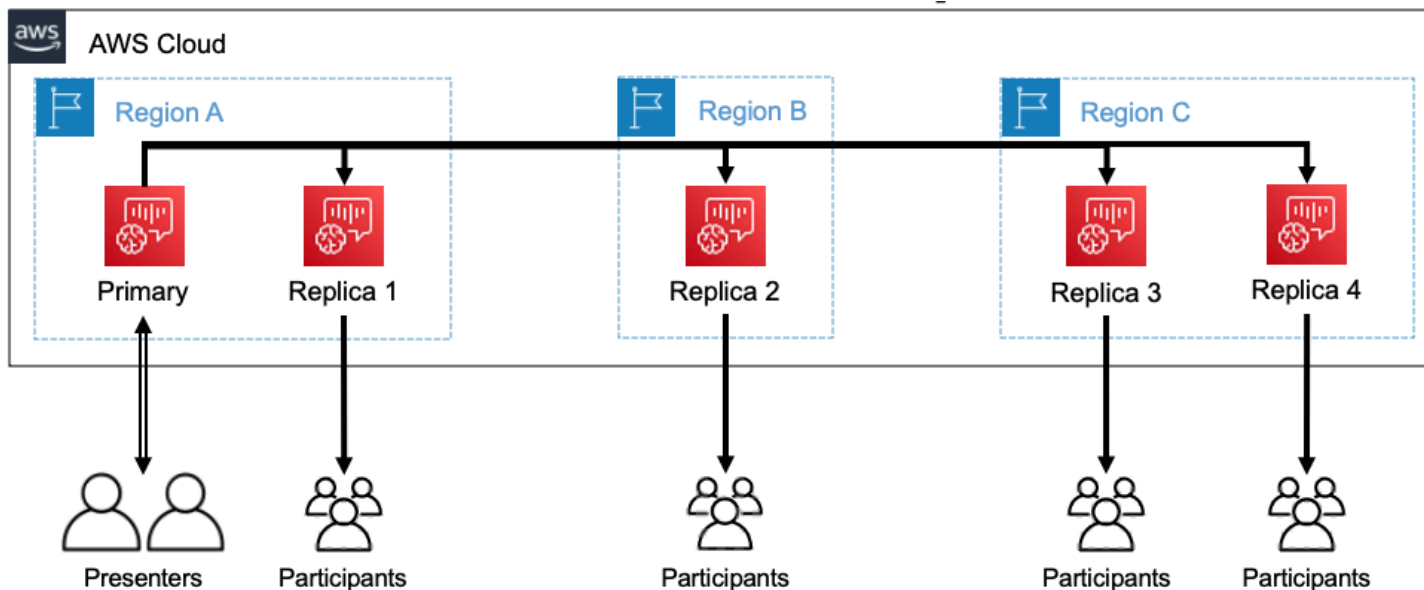 aws
AWS Cloud
Region A
Region B
Region C
Primary
Replica 1
Replica 2
Replica 3
Replica 4
Presenters
Participants
Participants
Participants
Participants